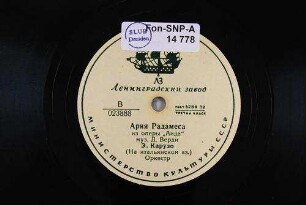 SLUB
Dresden
Fon-SNP-A
14 778
ЛЗ
Ленинградский завод
В
023888
Ария Радамеса
из оперы „Аида"
муз. Д. Верди
Э. Карузо
(На итальянском яз.)
Оркестр
МИНИСТЕРСТВО КУЛЬТУРЫ СССР